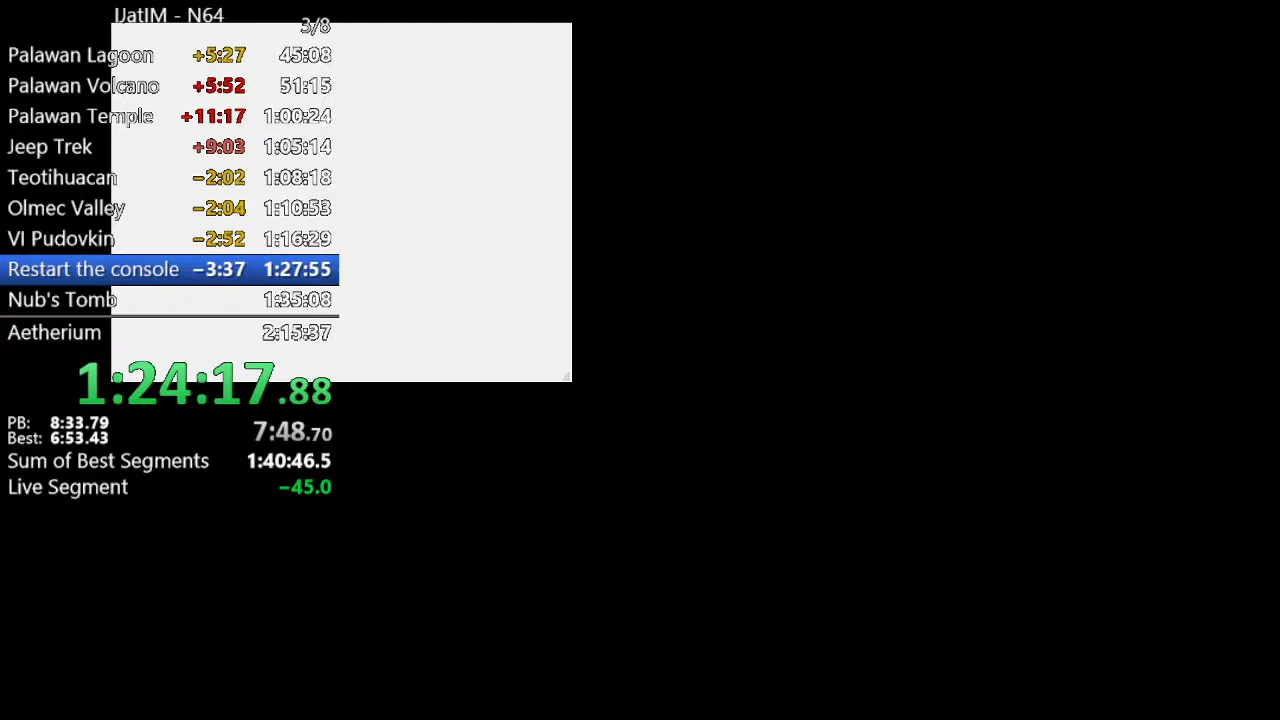 IJatIM - N64
3/8
Palawan Lagoon +5:27 45:08
Palawan Volcano +5:52 51:15
Palawan Temple +11:17 1:00:24
Jeep Trek +9:03 1:05:14
Teotihuacan −2:02 1:08:18
Olmec Valley −2:04 1:10:53
VI Pudovkin −2:52 1:16:29
Restart the console −3:37 1:27:55
Nub's Tomb 1:35:08
Aetherium 2:15:37
1:24:17.88
PB: 8:33.79 7:48.70
Best: 6:53.43
Sum of Best Segments 1:40:46.5
Live Segment −45.0